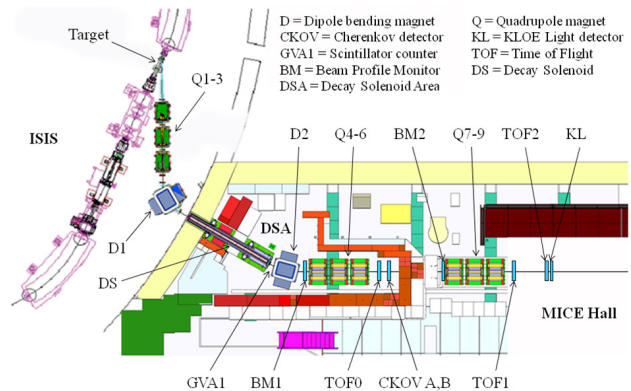 D = Dipole bending magnet
CKOV = Cherenkov detector
GVA1 = Scintillator counter
BM = Beam Profile Monitor
DSA = Decay Solenoid Area
Q = Quadrupole magnet
KL = KLOE Light detector
TOF = Time of Flight
DS = Decay Solenoid
Target
Q1-3
ISIS
D2
Q4-6
BM2
Q7-9
TOF2
KL
D1
DSA
DS
MICE Hall
GVA1
BM1
TOF0
CKOV A,B
TOF1